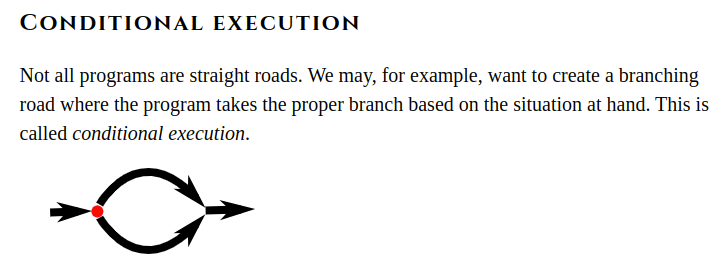 CONDITIONAL EXECUTION
Not all programs are straight roads. We may, for example, want to create a branching
road where the program takes the proper branch based on the situation at hand. This is
called conditional execution.